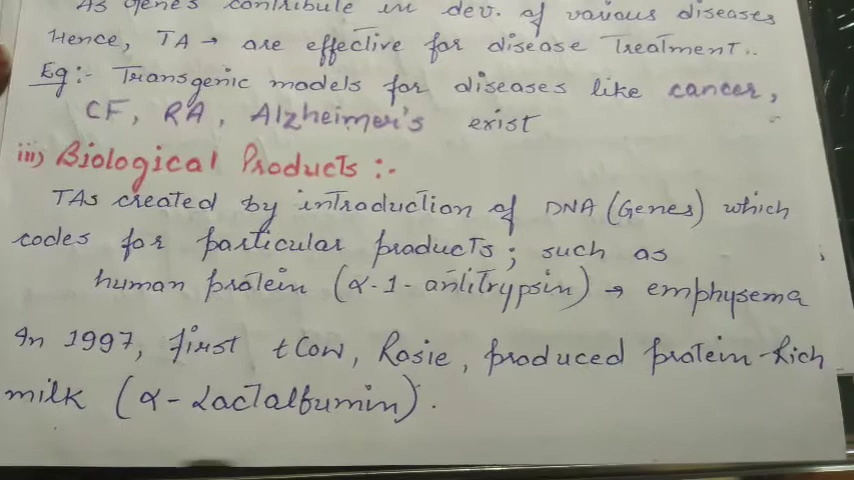 As genes contribute in dev. of various diseases
Hence, TA → are effective for disease Treatment..
Eg:- Transgenic models for diseases like cancer,
CF, RA, Alzheimer's exist
iii) Biological Products :-
TAs created by introduction of DNA (Genes) which
codes for particular products; such as
human protein (α-1-antitrypsin) → emphysema
In 1997, first tCow, Rosie, produced protein-Rich
milk (α-Lactalbumin).